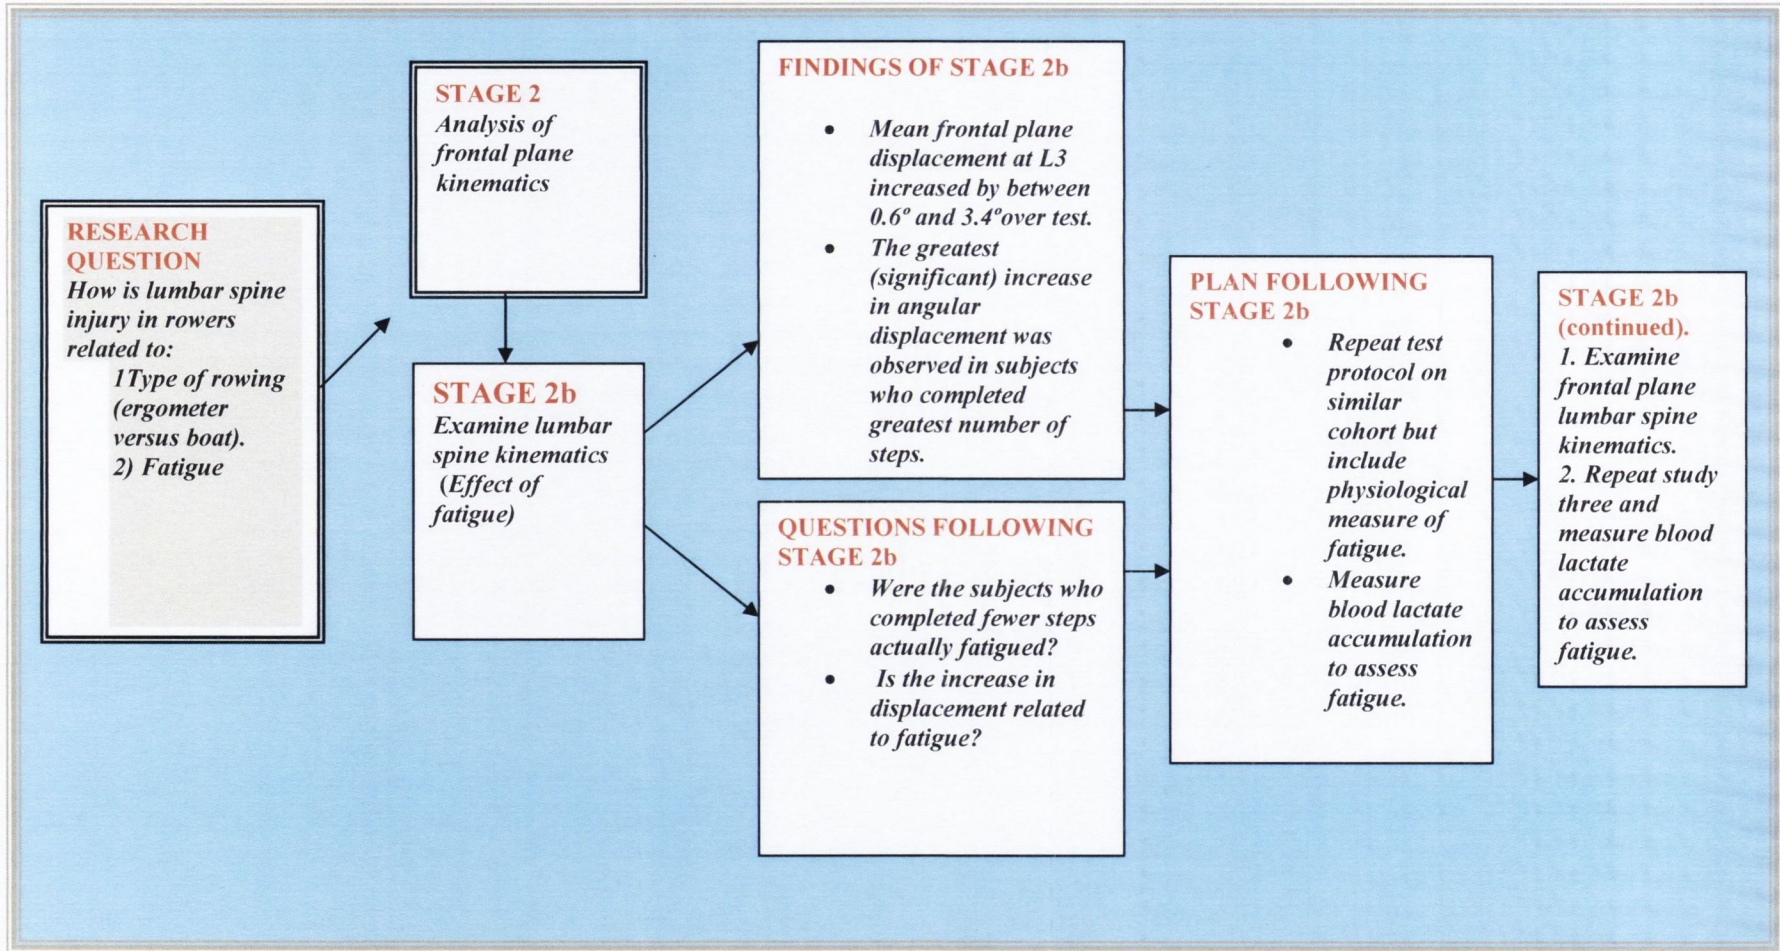 RESEARCH
QUESTION
How is lumbar spine
injury in rowers
related to:
1Type of rowing
(ergometer
versus boat).
2) Fatigue
STAGE 2
Analysis of
frontal plane
kinematics
STAGE 2b
Examine lumbar
spine kinematics
(Effect of
fatigue)
FINDINGS OF STAGE 2b
• Mean frontal plane
displacement at L3
increased by between
0.6º and 3.4ºover test.
• The greatest
(significant) increase
in angular
displacement was
observed in subjects
who completed
greatest number of
steps.
QUESTIONS FOLLOWING
STAGE 2b
• Were the subjects who
completed fewer steps
actually fatigued?
• Is the increase in
displacement related
to fatigue?
PLAN FOLLOWING
STAGE 2b
• Repeat test
protocol on
similar
cohort but
include
physiological
measure of
fatigue.
• Measure
blood lactate
accumulation
to assess
fatigue.
STAGE 2b
(continued).
1. Examine
frontal plane
lumbar spine
kinematics.
2. Repeat study
three and
measure blood
lactate
accumulation
to assess
fatigue.